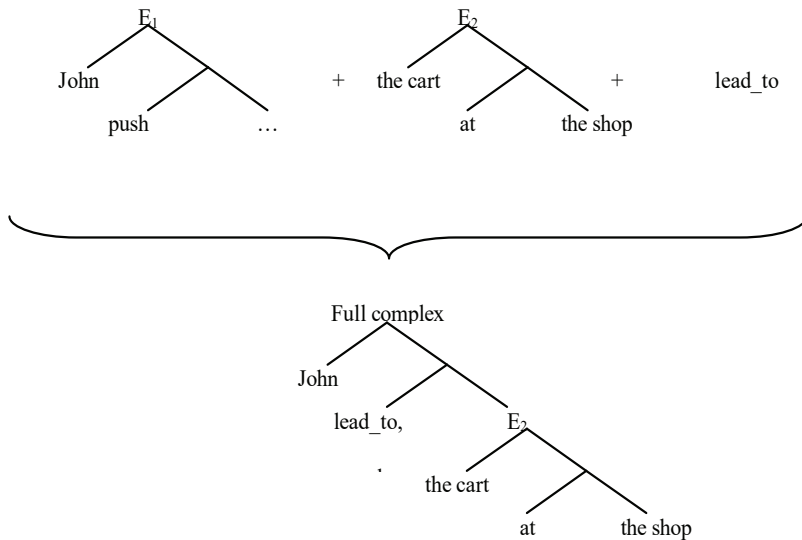 E₁ E₂
John + the cart + lead_to
push … at the shop
Full complex
John
lead_to, E₂
the cart
at the shop